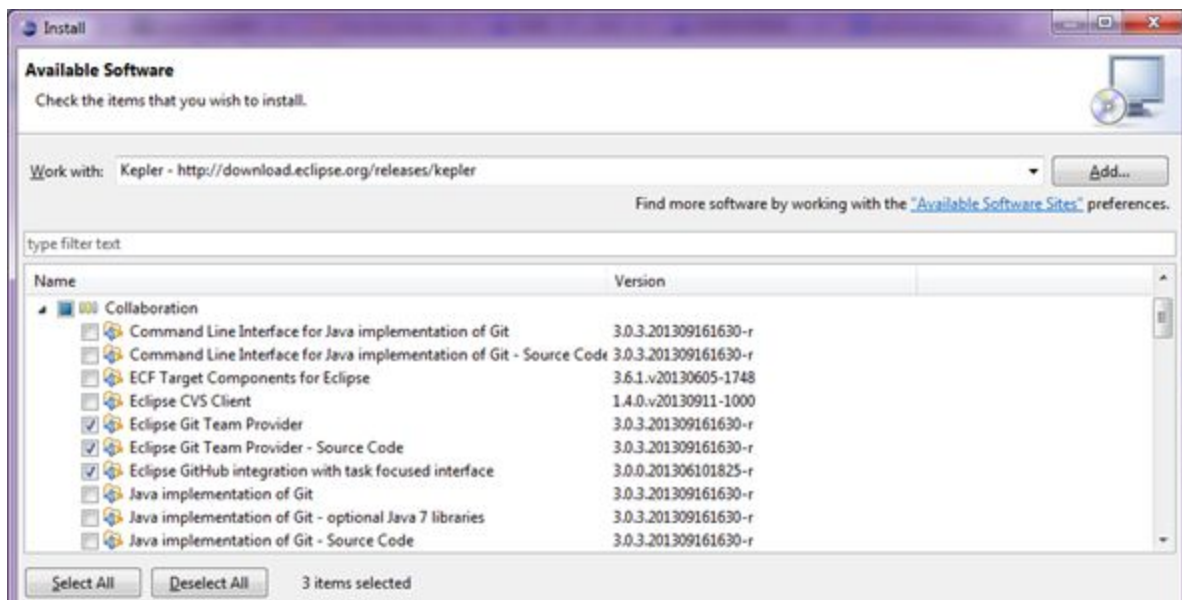 Install
Available Software
Check the items that you wish to install.
Work with: Kepler - http://download.eclipse.org/releases/kepler Add...
Find more software by working with the "Available Software Sites" preferences.
type filter text
Name Version
Collaboration
Command Line Interface for Java implementation of Git 3.0.3.201309161630-r
Command Line Interface for Java implementation of Git - Source Code 3.0.3.201309161630-r
ECF Target Components for Eclipse 3.6.1.v20130605-1748
Eclipse CVS Client 1.4.0.v20130911-1000
Eclipse Git Team Provider 3.0.3.201309161630-r
Eclipse Git Team Provider - Source Code 3.0.3.201309161630-r
Eclipse GitHub integration with task focused interface 3.0.0.201306101825-r
Java implementation of Git 3.0.3.201309161630-r
Java implementation of Git - optional Java 7 libraries 3.0.3.201309161630-r
Java implementation of Git - Source Code 3.0.3.201309161630-r
Select All Deselect All 3 items selected